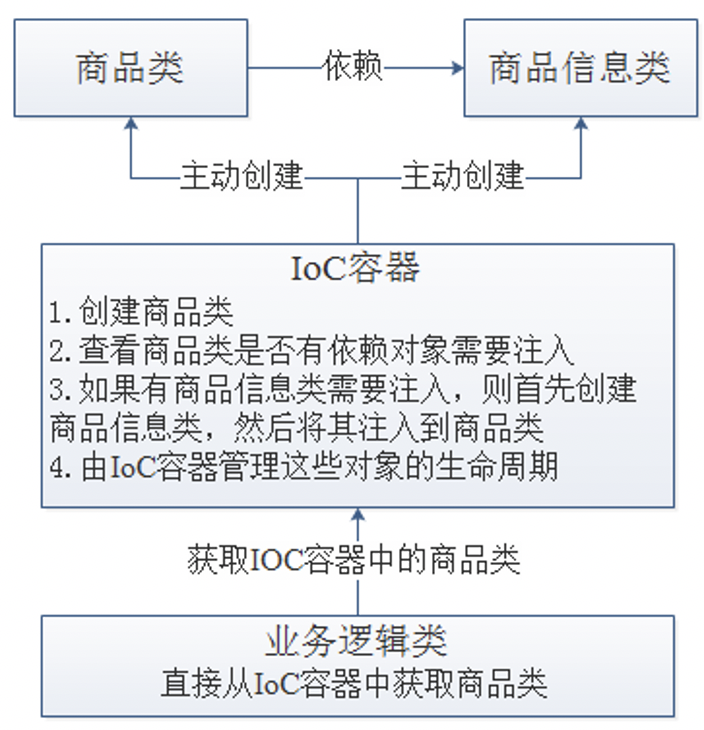 商品类
依赖
商品信息类
主动创建
主动创建
IoC容器
1.创建商品类
2.查看商品类是否有依赖对象需要注入
3.如果有商品信息类需要注入，则首先创建
商品信息类，然后将其注入到商品类
4.由IoC容器管理这些对象的生命周期
获取IOC容器中的商品类
业务逻辑类
直接从IoC容器中获取商品类